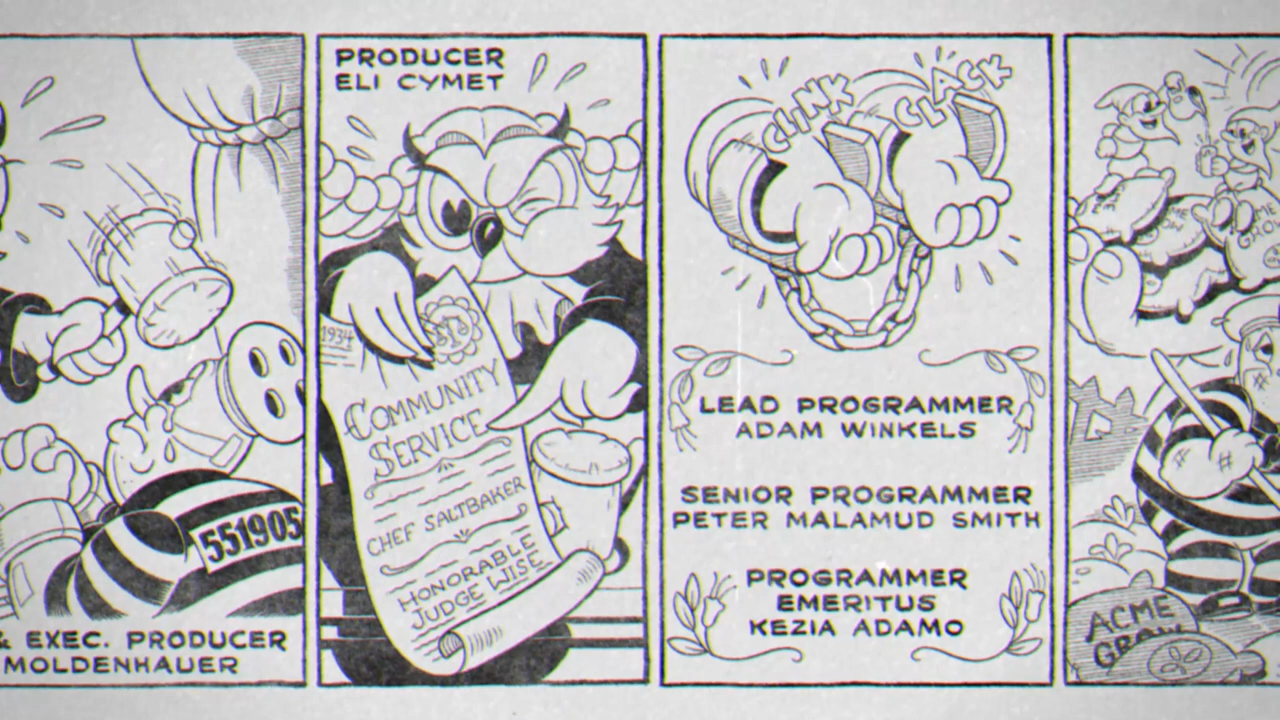 551905
& EXEC. PRODUCER
MOLDENHAUER
PRODUCER
ELI CYMET
1934
COMMUNITY
SERVICE
CHEF SALTBAKER
HONORABLE
JUDGE WISE
CLINK
CLACK
LEAD PROGRAMMER
ADAM WINKELS
SENIOR PROGRAMMER
PETER MALAMUD SMITH
PROGRAMMER
EMERITUS
KEZIA ADAMO
ACME
GROW